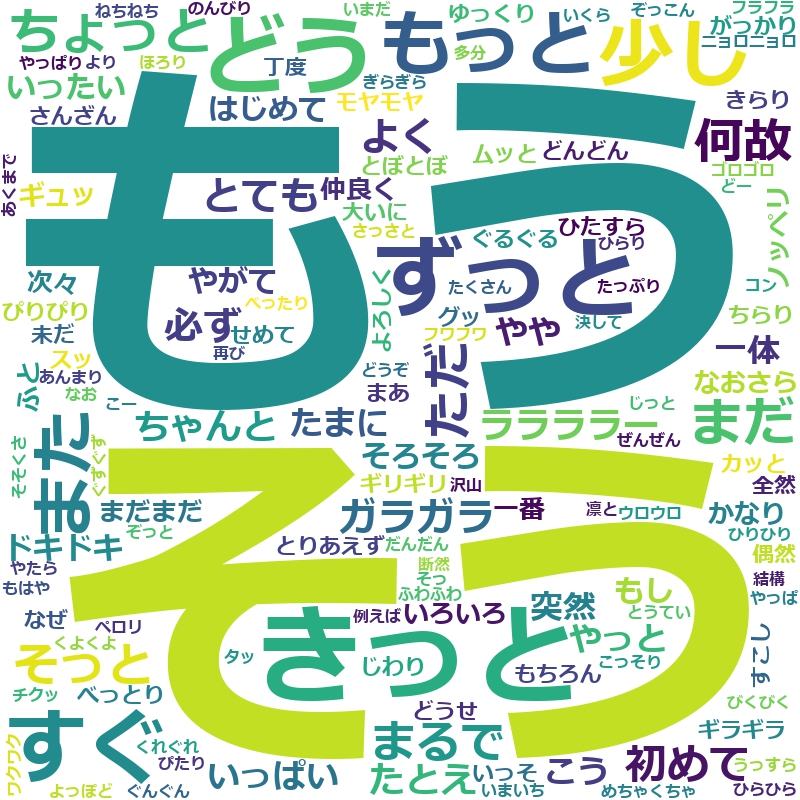 ねちねち
のんびり
いまだ
ゆっくり
いくら
ぞっこん
フラフラ
ちょっと
どう
もっと
多分
少し
がっかり
ニョロニョロ
やっぱり
より
ほろり
丁度
ぎらぎら
いったい
さんざん
はじめて
モヤモヤ
きらり
よく
ムッと
どんどん
何故
あくまで
もう
とぼとぼ
ゴロゴロ
どー
ギュッ
とても
仲良く
大いに
さっさと
ひたすら
ノッペリ
ぐるぐる
ひらり
次々
やがて
ずっと
たくさん
たっぷり
コン
ぴりぴり
べったり
よろしく
グッ
ちらり
未だ
必ず
せめて
フワフワ
やや
決して
スッ
再び
一体
あんまり
どうぞ
ただ
ふと
なお
まあ
なおさら
こー
じっと
ちゃんと
たまに
ララララー
まだ
ぜんぜん
また
そろそろ
そそくさ
ぐずぐず
ギリギリ
沢山
カッと
全然
まだまだ
ガラガラ
一番
凛と
ウロウロ
かなり
ぞっと
ひりひり
ドキドキ
とりあえず
だんだん
偶然
そう
断然
やたら
そっ
結構
もはや
ふわふわ
もし
やっぱ
なぜ
ペロリ
例えば
いろいろ
突然
とうてい
きっと
やっと
くよくよ
すこし
そっと
タッ
じわり
もちろん
こっそり
チクッ
べっとり
びくびく
どうせ
すぐ
まるで
ギラギラ
ワクワク
くれぐれ
ぴたり
いっぱい
たとえ
いっそ
こう
初めて
うっすら
よっぽど
ぐんぐん
いまいち
めちゃくちゃ
ひらひら